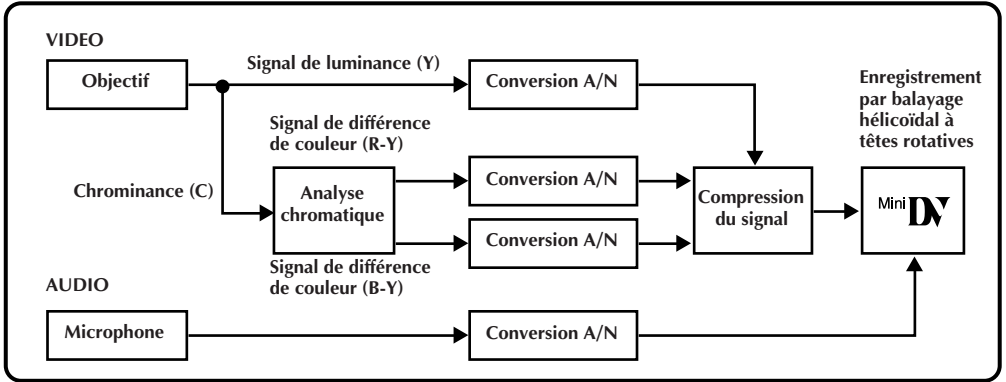 VIDEO
Objectif
Signal de luminance (Y)
Conversion A/N
Enregistrement
par balayage
hélicoïdal à
têtes rotatives
Signal de différence
de couleur (R-Y)
Chrominance (C)
Analyse
chromatique
Conversion A/N
Conversion A/N
Compression
du signal
Mini DV
Signal de différence
de couleur (B-Y)
AUDIO
Microphone
Conversion A/N